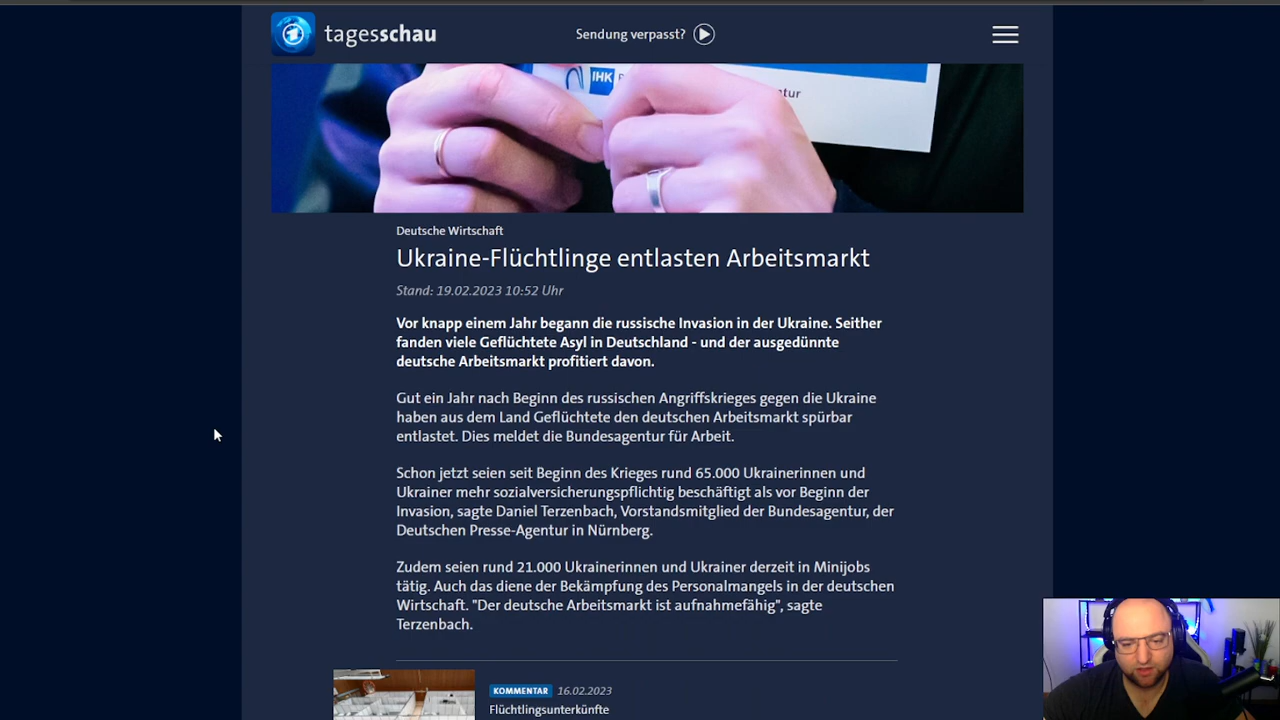 tagesschau
Sendung verpasst?
IHK
Deutsche Wirtschaft
Ukraine-Flüchtlinge entlasten Arbeitsmarkt
Stand: 19.02.2023 10:52 Uhr
Vor knapp einem Jahr begann die russische Invasion in der Ukraine. Seither
fanden viele Geflüchtete Asyl in Deutschland - und der ausgedünnte
deutsche Arbeitsmarkt profitiert davon.
Gut ein Jahr nach Beginn des russischen Angriffskrieges gegen die Ukraine
haben aus dem Land Geflüchtete den deutschen Arbeitsmarkt spürbar
entlastet. Dies meldet die Bundesagentur für Arbeit.
Schon jetzt seien seit Beginn des Krieges rund 65.000 Ukrainerinnen und
Ukrainer mehr sozialversicherungspflichtig beschäftigt als vor Beginn der
Invasion, sagte Daniel Terzenbach, Vorstandsmitglied der Bundesagentur, der
Deutschen Presse-Agentur in Nürnberg.
Zudem seien rund 21.000 Ukrainerinnen und Ukrainer derzeit in Minijobs
tätig. Auch das diene der Bekämpfung des Personalmangels in der deutschen
Wirtschaft. "Der deutsche Arbeitsmarkt ist aufnahmefähig", sagte
Terzenbach.
KOMMENTAR 16.02.2023
Flüchtlingsunterkünfte